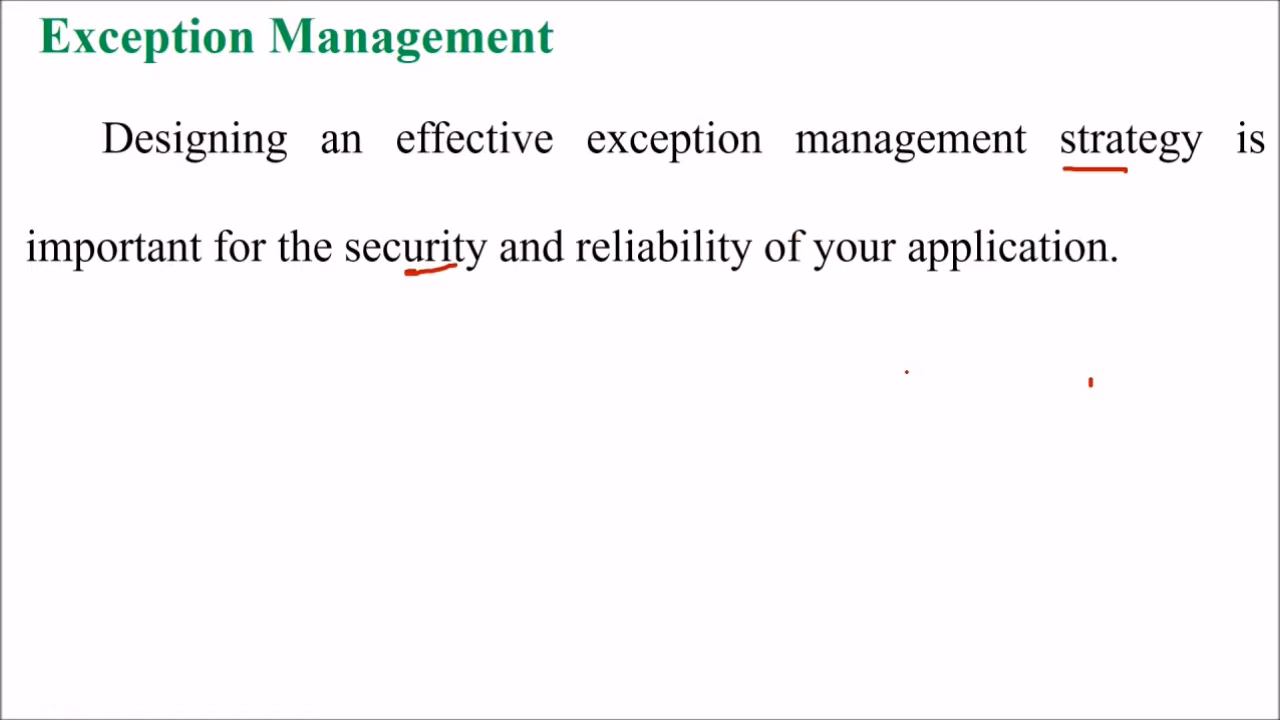 Exception Management
Designing an effective exception management strategy is
important for the security and reliability of your application.